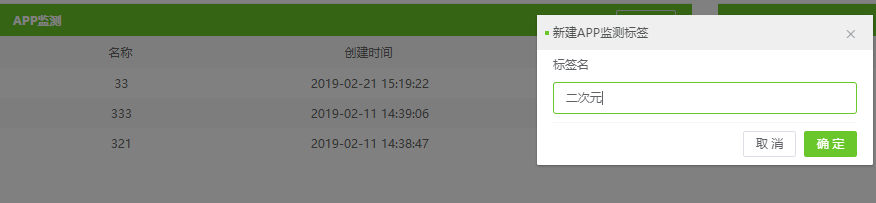 APP监测
名称 创建时间
33 2019-02-21 15:19:22
333 2019-02-11 14:39:06
321 2019-02-11 14:38:47
新建APP监测标签
标签名
二次元
取消 确定